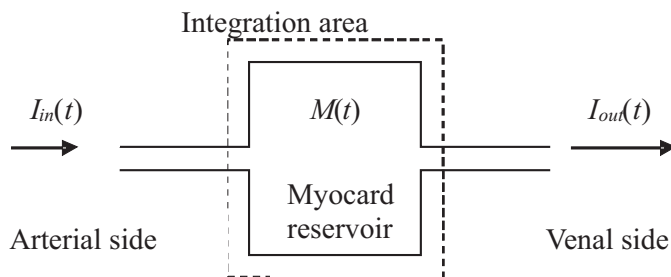 Integration area
I_in(t)
M(t)
I_out(t)
Myocard
reservoir
Arterial side
Venal side